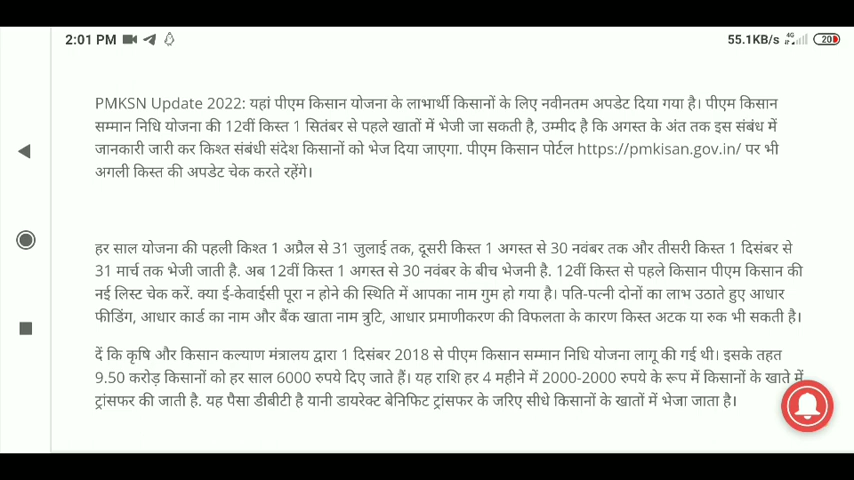 2:01 PM
55.1KB/s 4G 20
PMKSN Update 2022: यहां पीएम किसान योजना के लाभार्थी किसानों के लिए नवीनतम अपडेट दिया गया है। पीएम किसान
सम्मान निधि योजना की 12वीं किस्त 1 सितंबर से पहले खातों में भेजी जा सकती है, उम्मीद है कि अगस्त के अंत तक इस संबंध में
जानकारी जारी कर किश्त संबंधी संदेश किसानों को भेज दिया जाएगा. पीएम किसान पोर्टल https://pmkisan.gov.in/ पर भी
अगली किस्त की अपडेट चेक करते रहेंगे।
हर साल योजना की पहली किश्त 1 अप्रैल से 31 जुलाई तक, दूसरी किस्त 1 अगस्त से 30 नवंबर तक और तीसरी किस्त 1 दिसंबर से
31 मार्च तक भेजी जाती है. अब 12वीं किस्त 1 अगस्त से 30 नवंबर के बीच भेजनी है. 12वीं किस्त से पहले किसान पीएम किसान की
नई लिस्ट चेक करें. क्या ई-केवाईसी पूरा न होने की स्थिति में आपका नाम गुम हो गया है। पति-पत्नी दोनों का लाभ उठाते हुए आधार
फीडिंग, आधार कार्ड का नाम और बैंक खाता नाम त्रुटि, आधार प्रमाणीकरण की विफलता के कारण किस्त अटक या रुक भी सकती है।
दें कि कृषि और किसान कल्याण मंत्रालय द्वारा 1 दिसंबर 2018 से पीएम किसान सम्मान निधि योजना लागू की गई थी। इसके तहत
9.50 करोड़ किसानों को हर साल 6000 रुपये दिए जाते हैं। यह राशि हर 4 महीने में 2000-2000 रुपये के रूप में किसानों के खाते में
ट्रांसफर की जाती है. यह पैसा डीबीटी है यानी डायरेक्ट बेनिफिट ट्रांसफर के जरिए सीधे किसानों के खातों में भेजा जाता है।